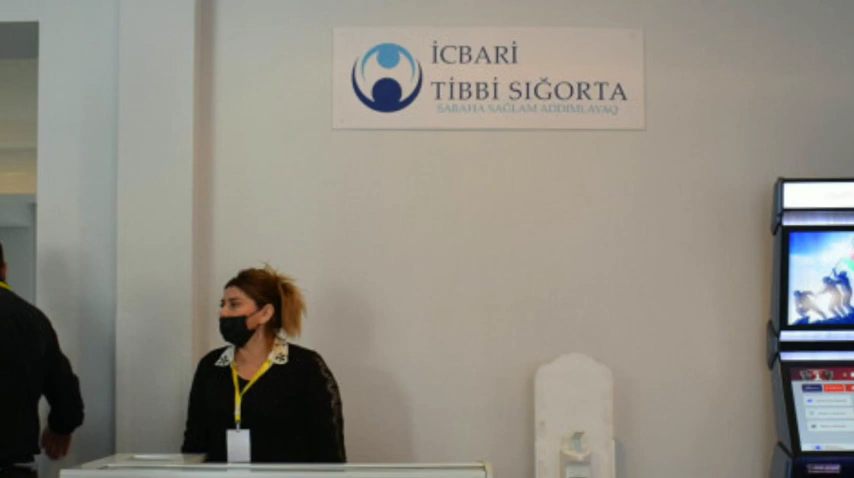 İCBARİ
TİBBİ SIĞORTA
SABAHA SAĞLAM ADDIMLAYAQ